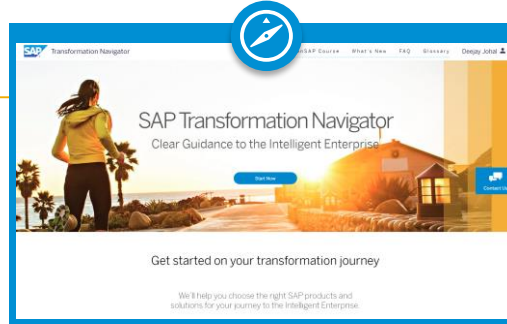 SAP Transformation Navigator SAP Course What's New FAQ Glossary Deejay Johal
SAP Transformation Navigator
Clear Guidance to the Intelligent Enterprise
Start Now
Contact Us
Get started on your transformation journey
We'll help you choose the right SAP products and
solutions for your journey to the Intelligent Enterprise.